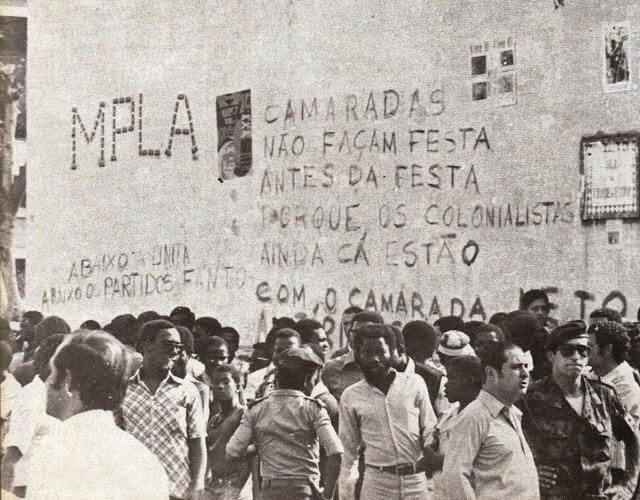 MPLA
CAMARADAS
NÃO FAÇAM FESTA
ANTES DA FESTA
PORQUE OS COLONIALISTAS
AINDA CÁ ESTÃO
COM O CAMARADA NETO
ABAIXO A UNITA
ABAIXO OS PARTIDOS FANTO